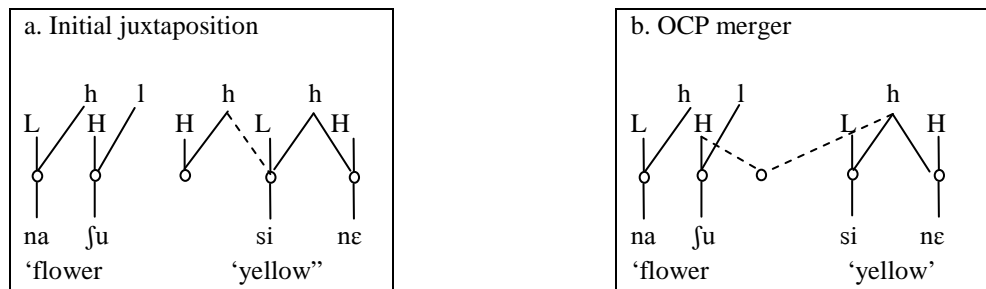 a. Initial juxtaposition
h l h h
L H H L H
na ʃu si nɛ
‘flower ‘yellow”
b. OCP merger
h l h
L H L H
na ʃu si nɛ
‘flower ‘yellow’